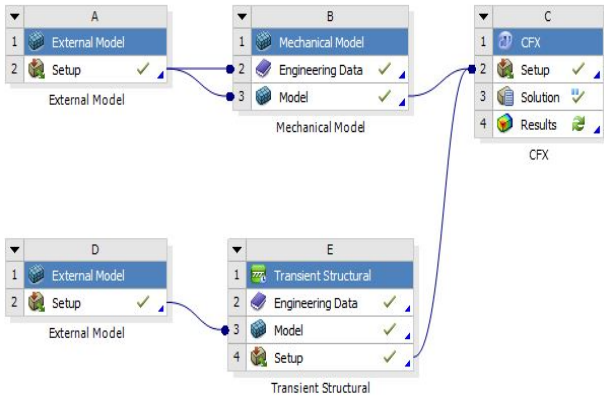 A
1 External Model
2 Setup
External Model
B
1 Mechanical Model
2 Engineering Data
3 Model
Mechanical Model
C
1 CFX
2 Setup
3 Solution
4 Results
CFX
D
1 External Model
2 Setup
External Model
E
1 Transient Structural
2 Engineering Data
3 Model
4 Setup
Transient Structural